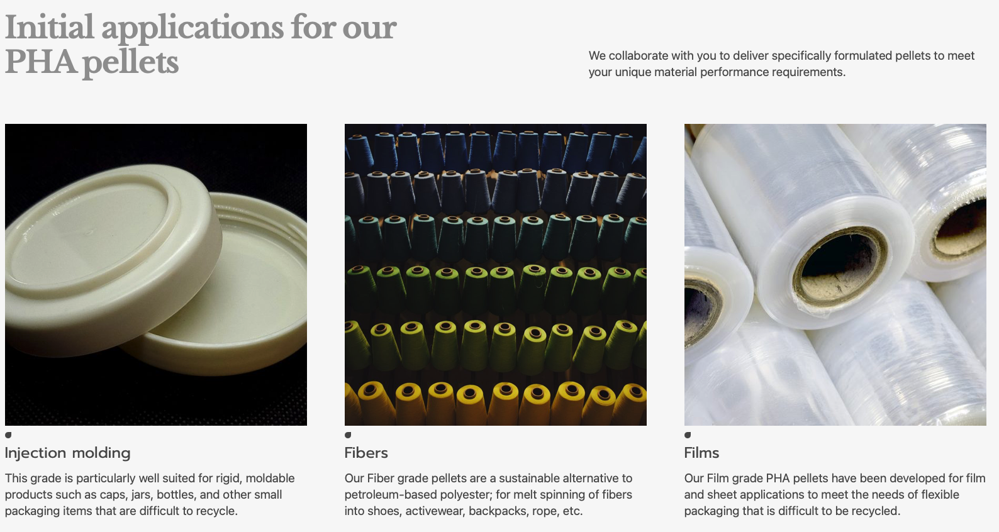 Initial applications for our
PHA pellets
We collaborate with you to deliver specifically formulated pellets to meet
your unique material performance requirements.
Injection molding
This grade is particularly well suited for rigid, moldable
products such as caps, jars, bottles, and other small
packaging items that are difficult to recycle.
Fibers
Our Fiber grade pellets are a sustainable alternative to
petroleum-based polyester; for melt spinning of fibers
into shoes, activewear, backpacks, rope, etc.
Films
Our Film grade PHA pellets have been developed for film
and sheet applications to meet the needs of flexible
packaging that is difficult to be recycled.